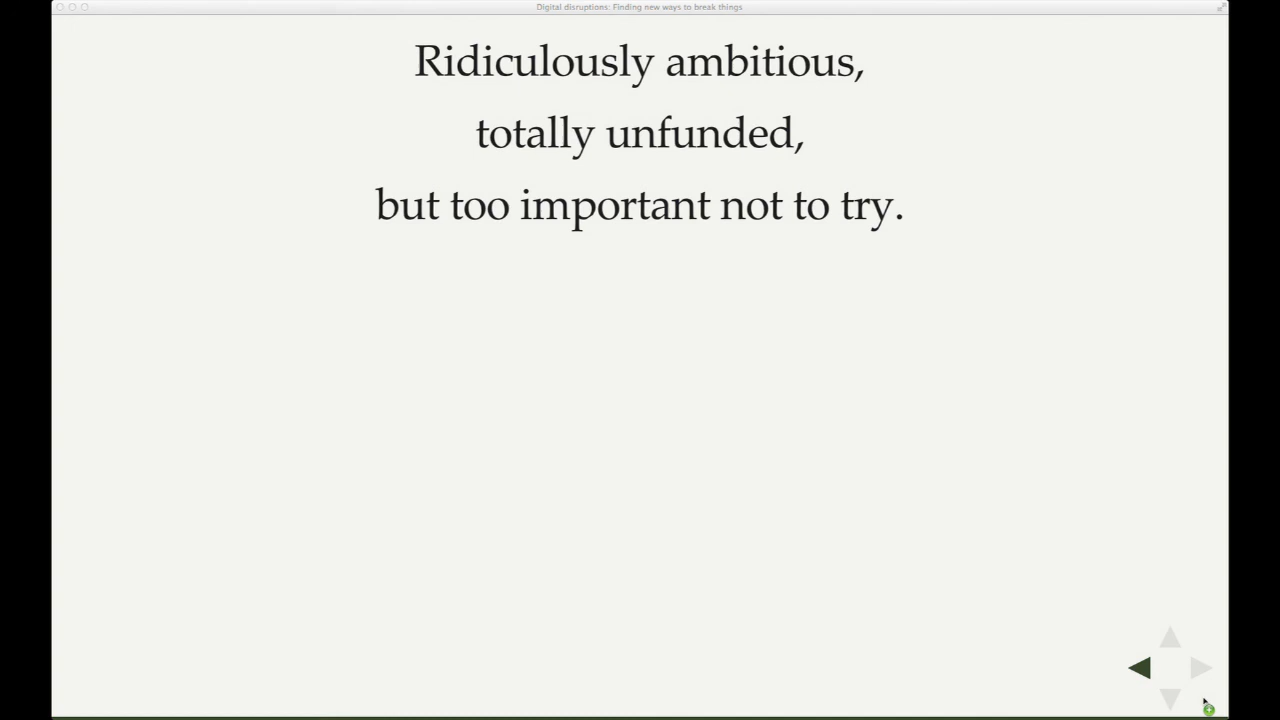 Digital disruptions: Finding new ways to break things
Ridiculously ambitious,
totally unfunded,
but too important not to try.